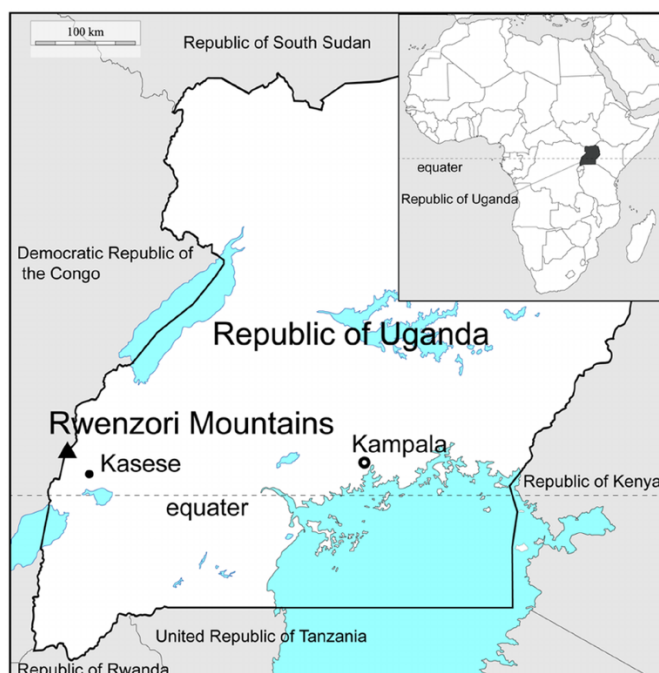 100 km
Republic of South Sudan
equater
Republic of Uganda
Democratic Republic of
the Congo
Republic of Uganda
Rwenzori Mountains
Kasese
Kampala
Republic of Kenya
equater
United Republic of Tanzania
Republic of Rwanda